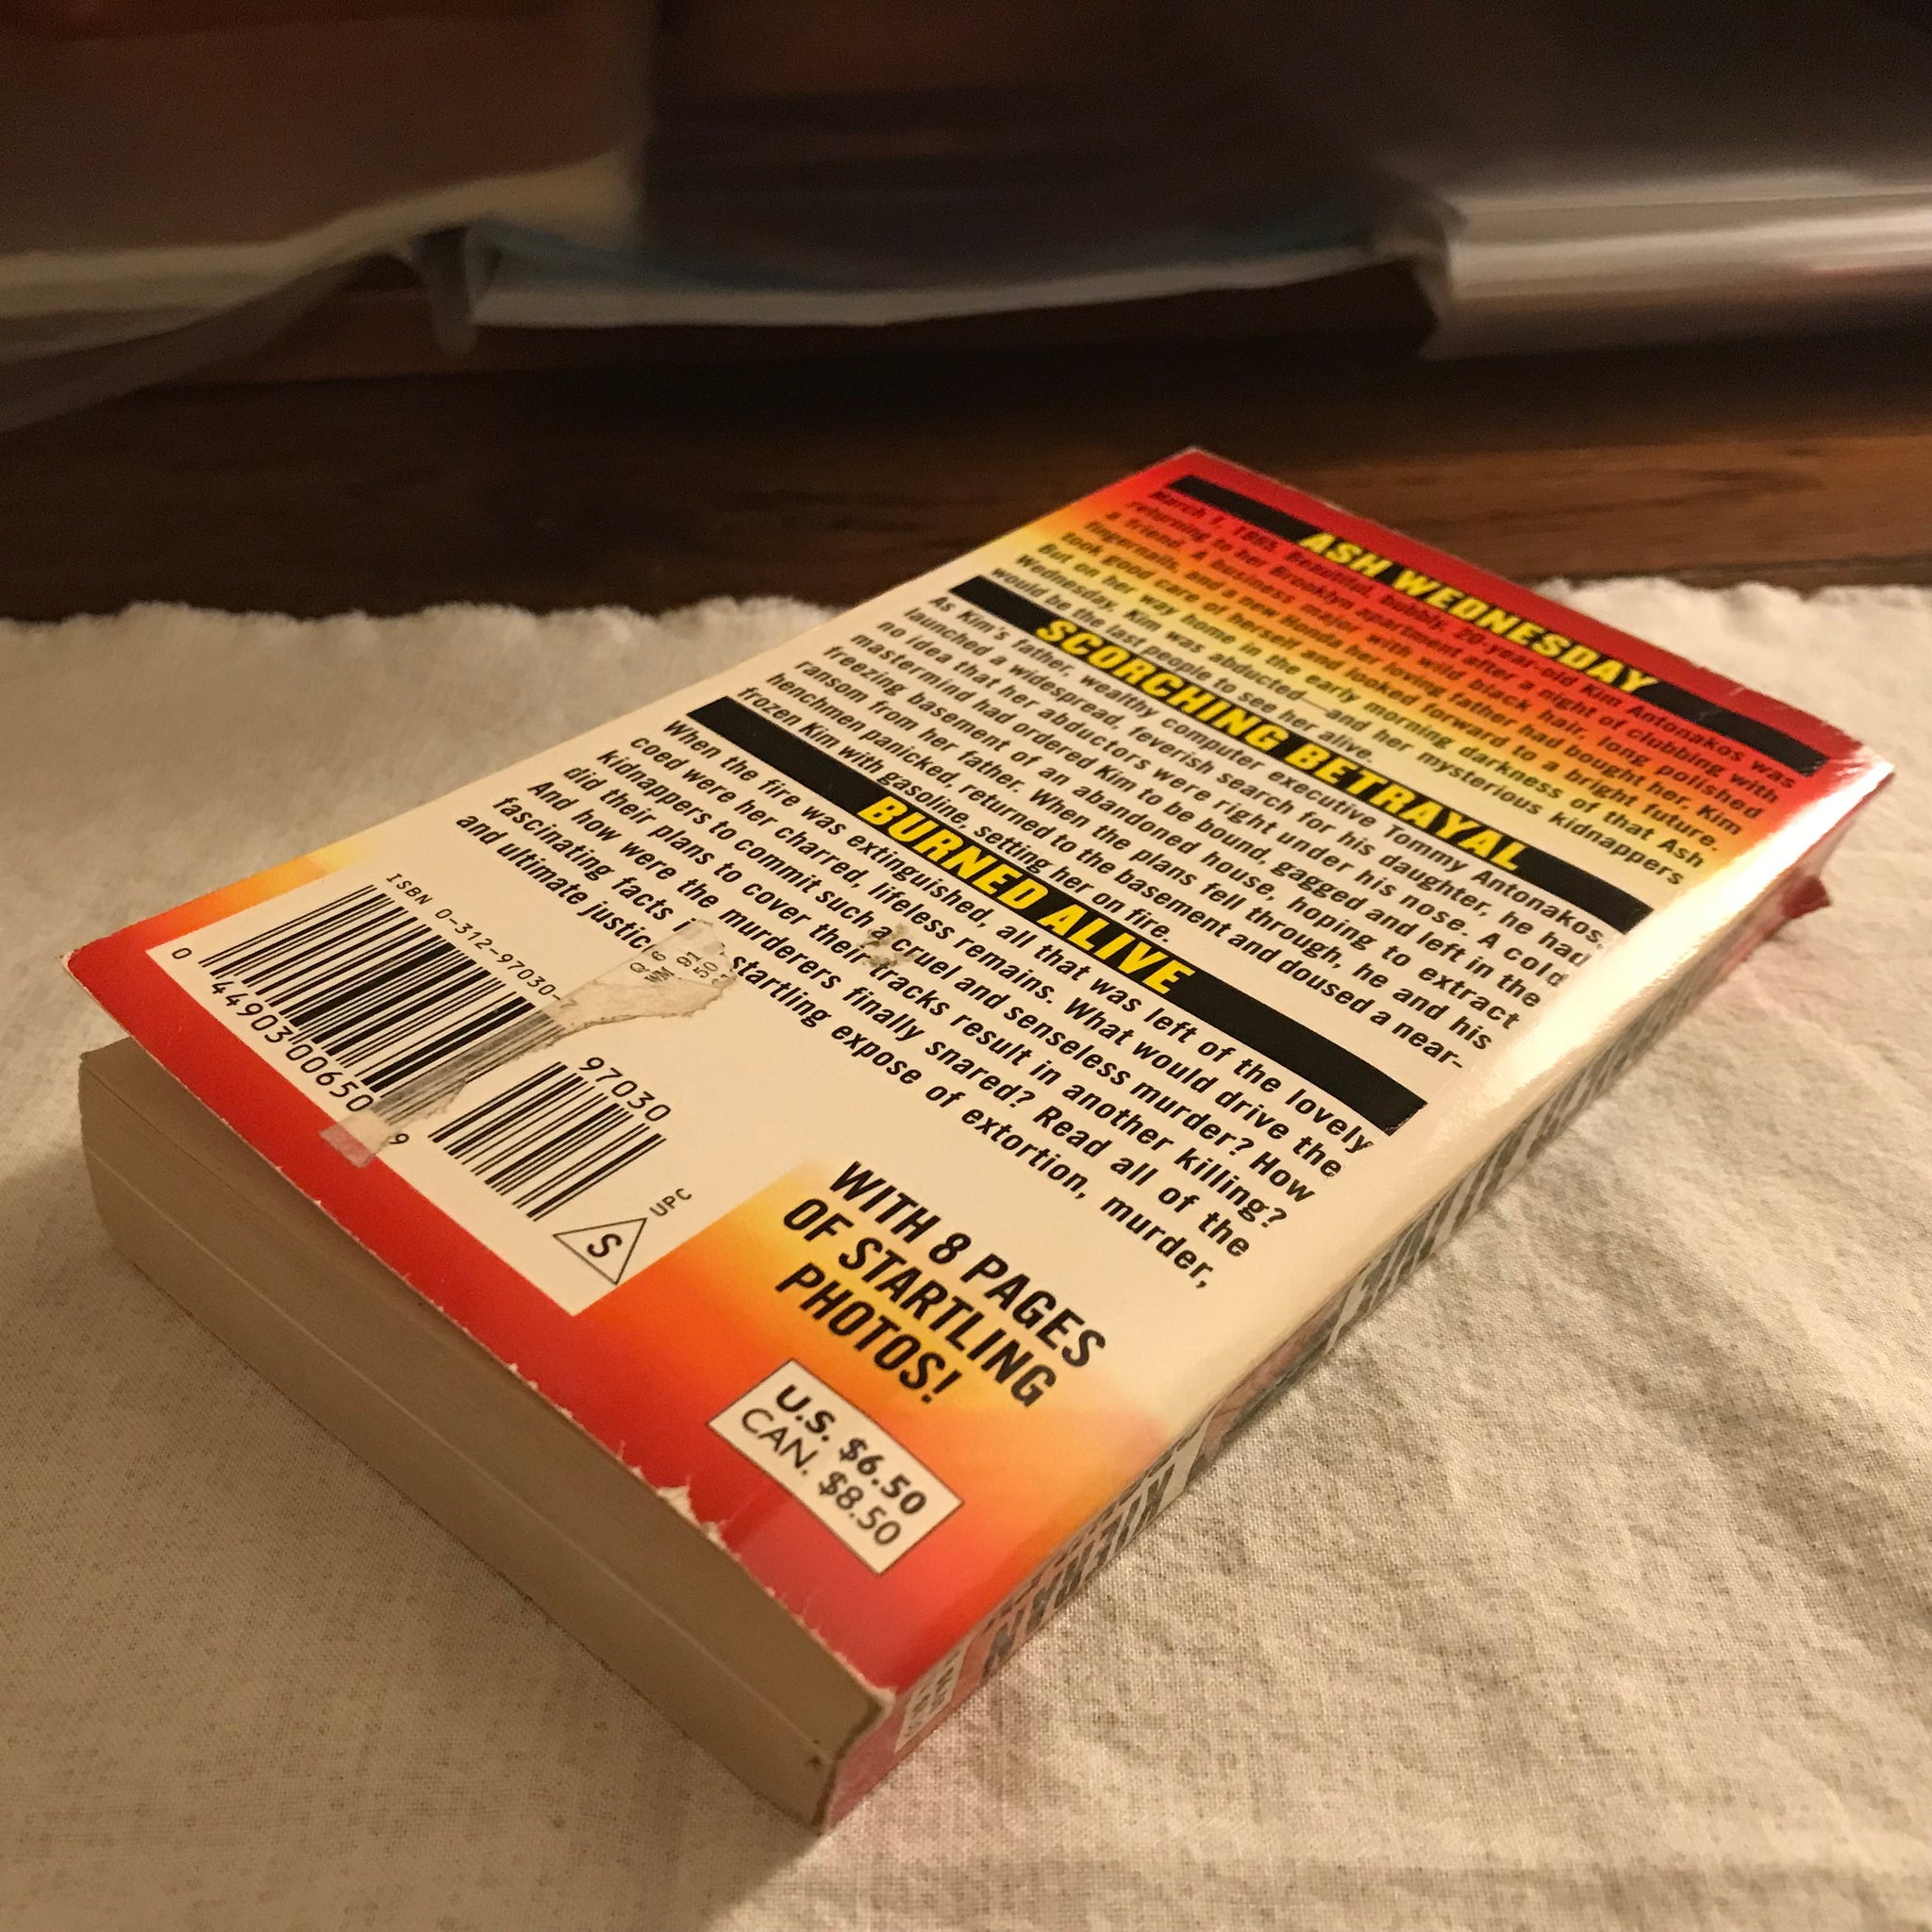 ASH WEDNESDAY
March 1, 1995. Beautiful, bubbly, 20-year-old Kim Antonakos was
returning to her Brooklyn apartment after a night of clubbing with
a friend. A business major with wild black hair, long polished
fingernails, and a new Honda her loving father had bought her, Kim
took good care of herself and looked forward to a bright future.
But on her way home in the early morning darkness of that Ash
Wednesday, Kim was abducted—and her mysterious kidnappers
would be the last people to see her alive.
SCORCHING BETRAYAL
As Kim's father, wealthy computer executive Tommy Antonakos,
launched a widespread, feverish search for his daughter, he had
no idea that her abductors were right under his nose. A cold
mastermind had ordered Kim to be bound, gagged and left in the
freezing basement of an abandoned house, hoping to extract
ransom from her father. When the plans fell through, he and his
henchmen panicked, returned to the basement and doused a near-
frozen Kim with gasoline, setting her on fire.
BURNED ALIVE
When the fire was extinguished, all that was left of the lovely
coed were her charred, lifeless remains. What would drive the
kidnappers to commit such a cruel and senseless murder? How
did their plans to cover their tracks result in another killing?
And how were the murderers finally snared? Read all of the
fascinating facts startling expose of extortion, murder,
and ultimate justic
WITH 8 PAGES
OF STARTLING
PHOTOS!
U.S. $6.50
CAN. $8.50
ISBN 0-312-97030-7
0 44903 00650 9
97030
S
UPC